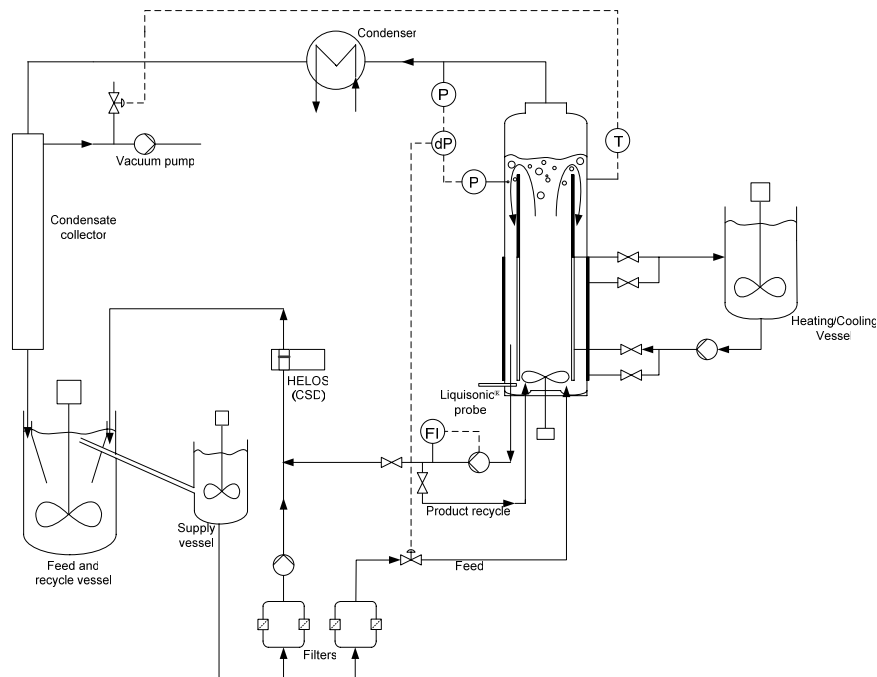 Condenser
P
dP
T
P
Vacuum pump
Condensate
collector
Heating/Cooling
Vessel
HELOS
(CSD)
Liquisonic®
probe
FI
Product recycle
Supply
vessel
Feed and
recycle vessel
Feed
Filters